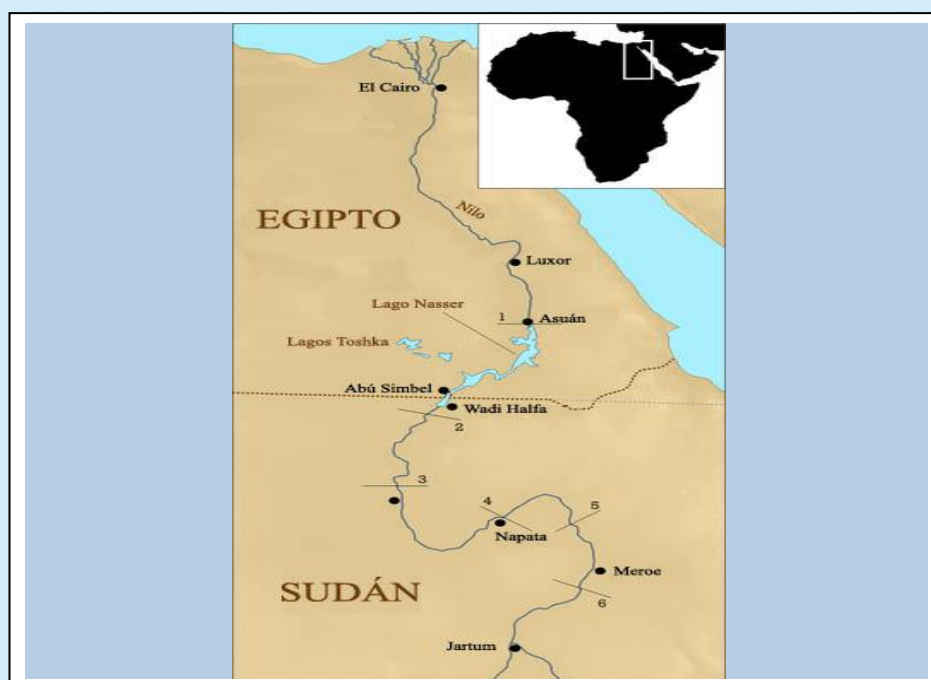 El Cairo
EGIPTO
Nilo
Luxor
Lago Nasser
1
Asuán
Lagos Toshka
Abú Simbel
Wadi Halfa
2
3
4
5
Napata
Meroe
SUDÁN
6
Jartum